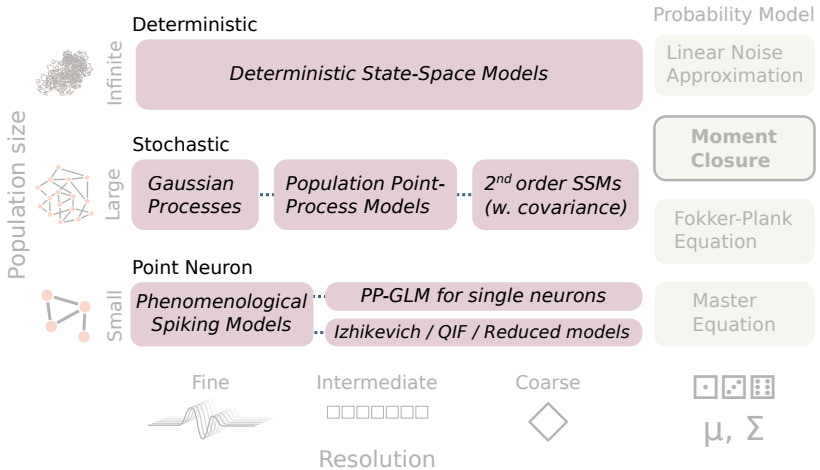 Probability Model
Deterministic
Population size
Infinite
Deterministic State-Space Models
Linear Noise
Approximation
Stochastic
Large
Gaussian
Processes
Population Point-
Process Models
2nd order SSMs
(w. covariance)
Moment
Closure
Fokker-Plank
Equation
Point Neuron
Small
Phenomenological
Spiking Models
PP-GLM for single neurons
Izhikevich / QIF / Reduced models
Master
Equation
Fine
Intermediate
Coarse
Resolution
μ, Σ